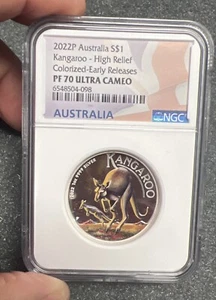 2022P Australia S$1
Kangaroo - High Relief
Colorized-Early Releases
PF 70 ULTRA CAMEO
6548504-098
NGC
AUSTRALIA
KANGAROO